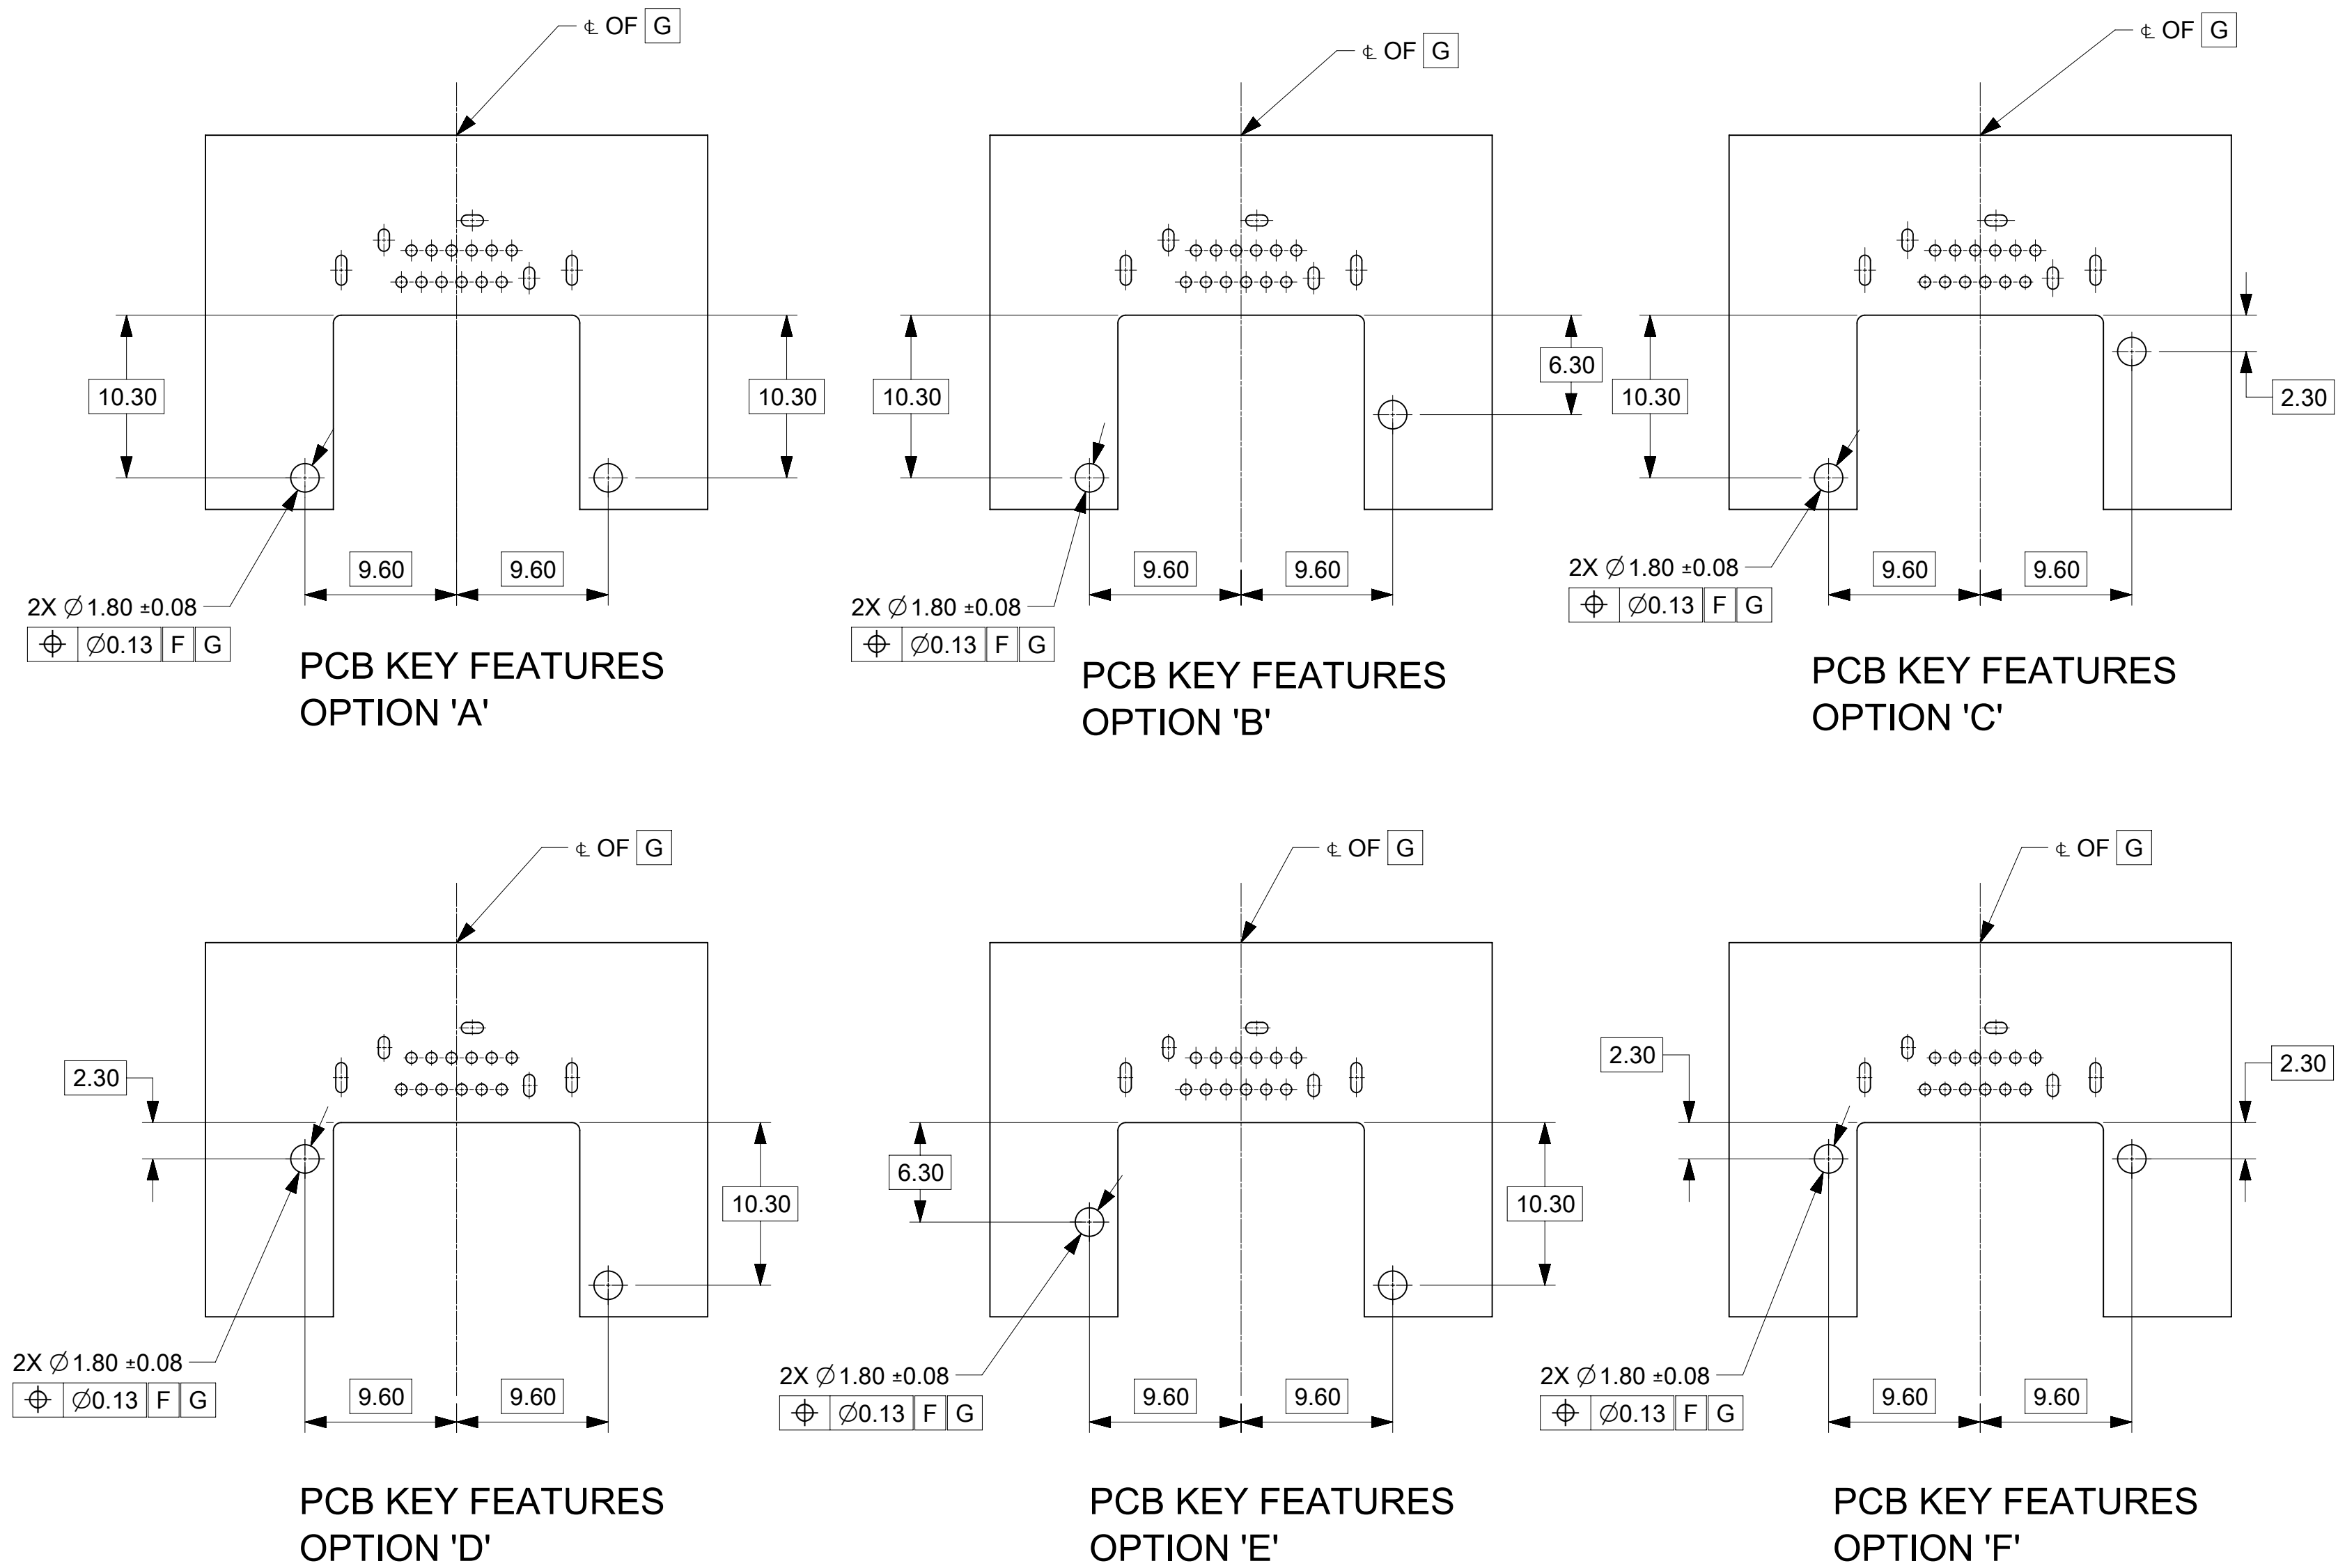 ℄ OF G
10.30
10.30
9.60
9.60
2X ∅1.80 ±0.08
⌖ ∅0.13 F G
PCB KEY FEATURES
OPTION 'A'
℄ OF G
6.30
10.30
9.60
9.60
2X ∅1.80 ±0.08
⌖ ∅0.13 F G
PCB KEY FEATURES
OPTION 'B'
℄ OF G
10.30
2.30
2X ∅1.80 ±0.08
9.60
9.60
⌖ ∅0.13 F G
PCB KEY FEATURES
OPTION 'C'
℄ OF G
2.30
10.30
2X ∅1.80 ±0.08
9.60
9.60
⌖ ∅0.13 F G
PCB KEY FEATURES
OPTION 'D'
℄ OF G
6.30
10.30
2X ∅1.80 ±0.08
9.60
9.60
⌖ ∅0.13 F G
PCB KEY FEATURES
OPTION 'E'
℄ OF G
2.30
2.30
2X ∅1.80 ±0.08
9.60
9.60
⌖ ∅0.13 F G
PCB KEY FEATURES
OPTION 'F'